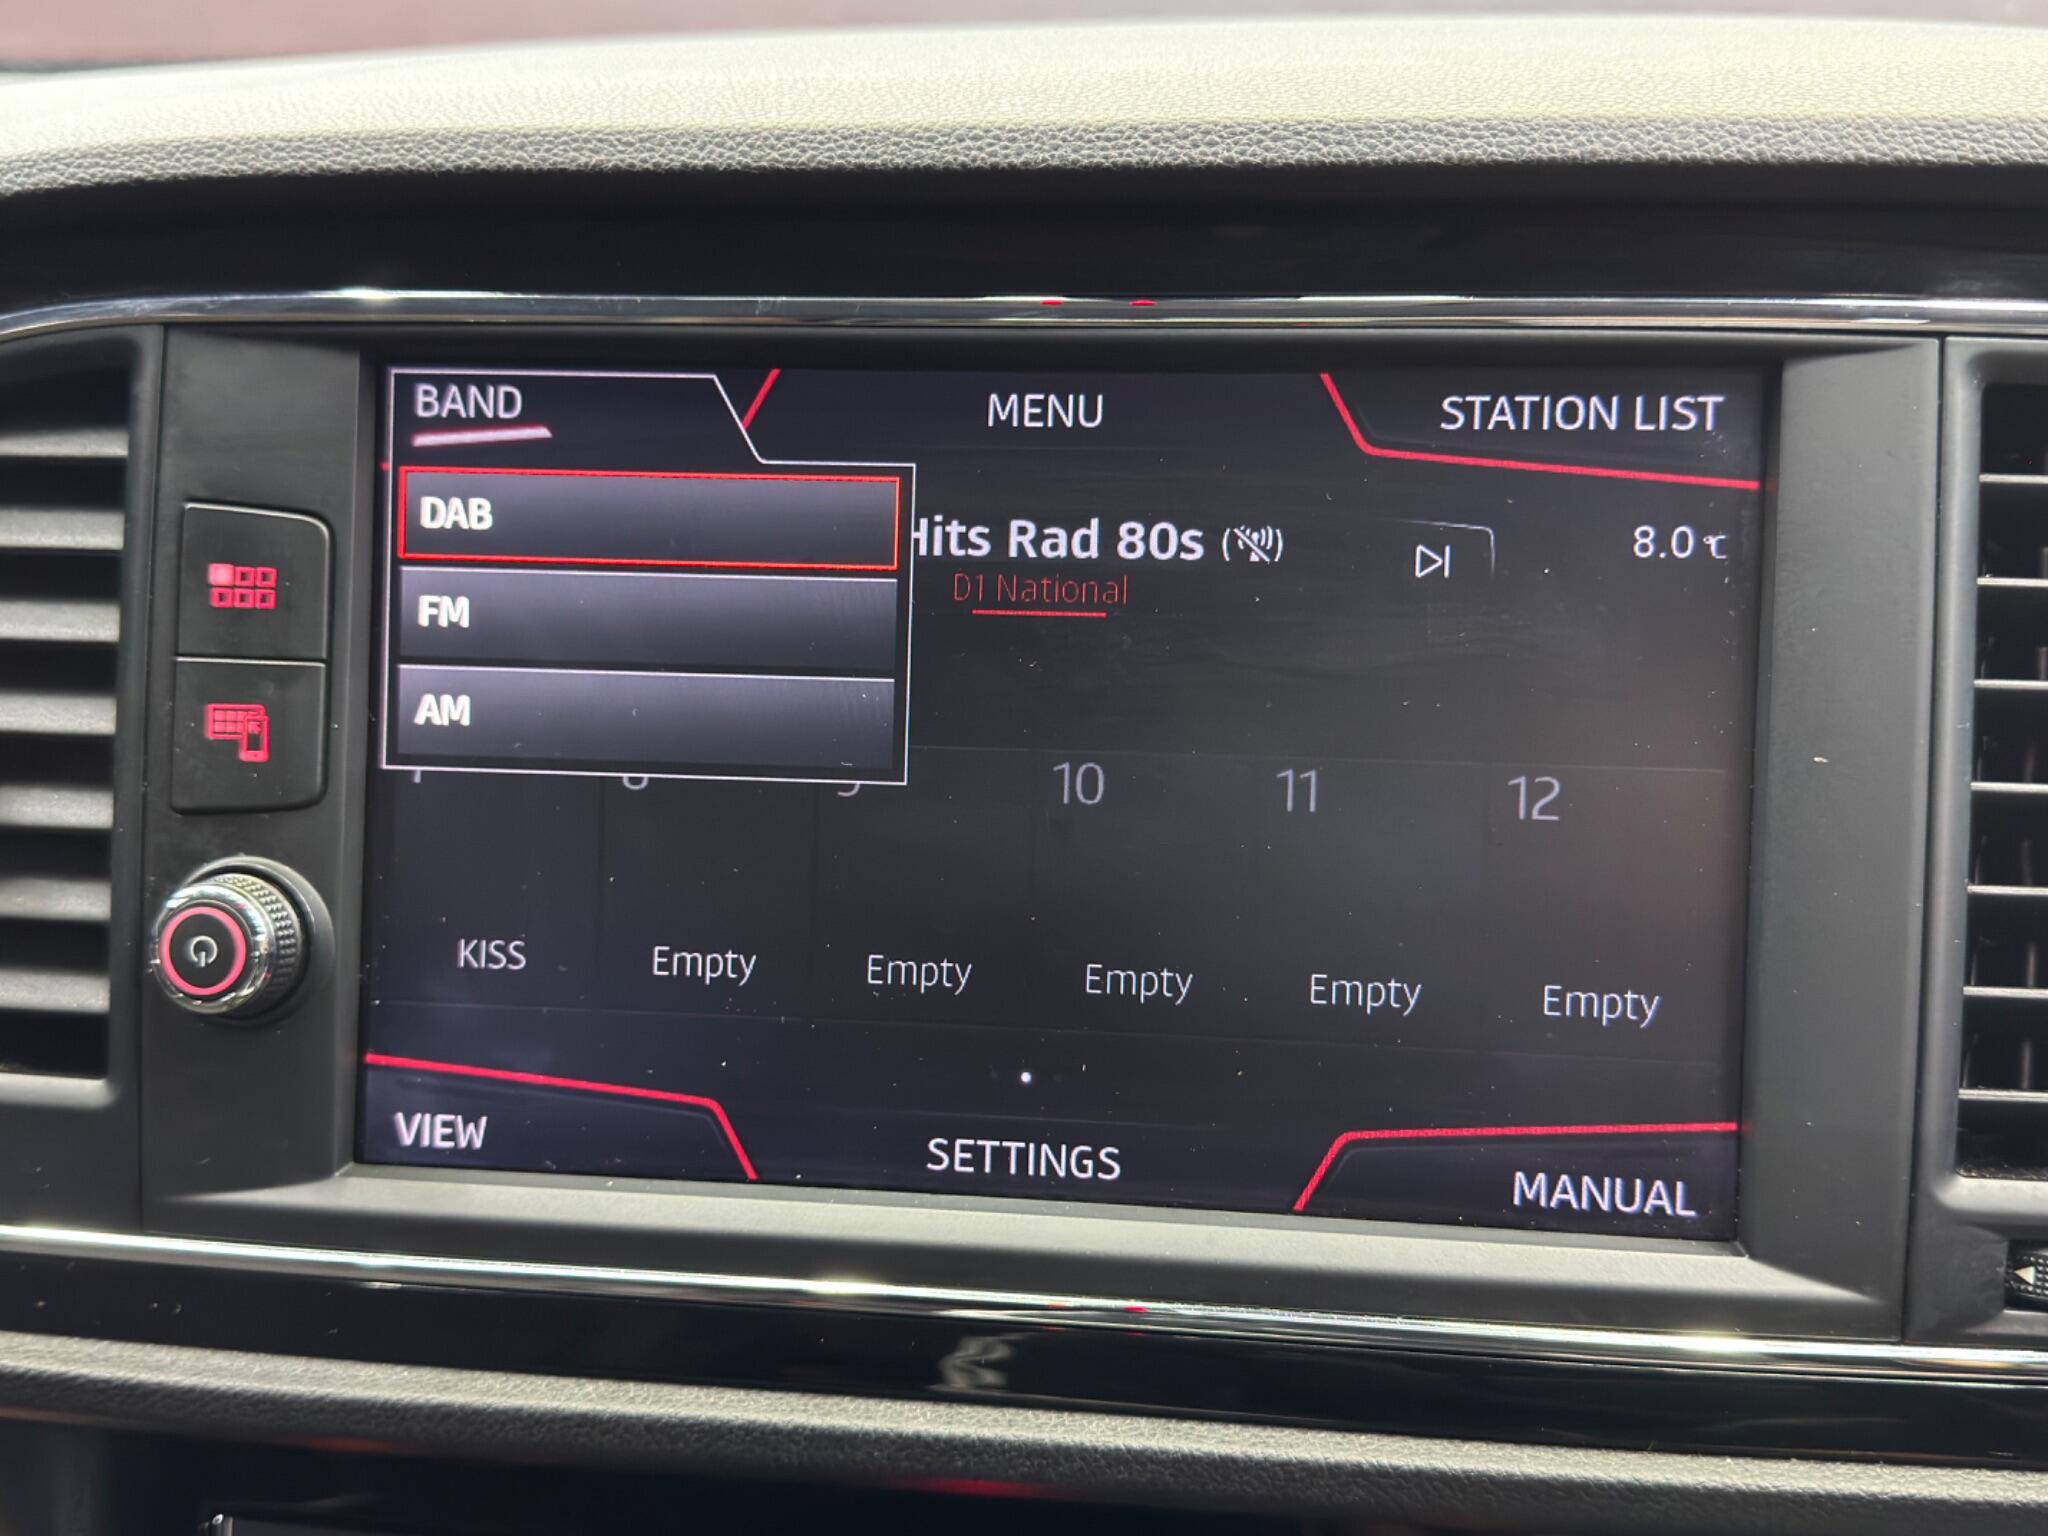 BAND
MENU
STATION LIST
DAB
Hits Rad 80s
8.0 °C
D1 National
FM
AM
10
11
12
KISS
Empty
Empty
Empty
Empty
Empty
VIEW
SETTINGS
MANUAL